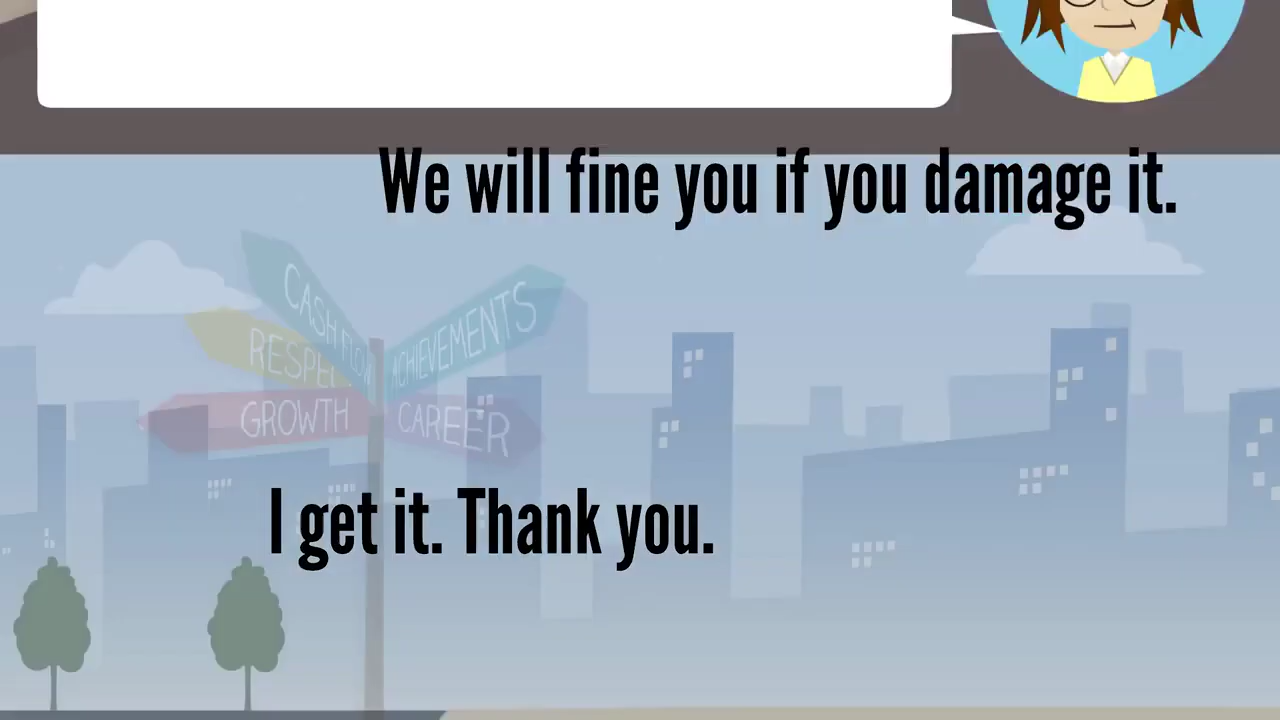 We will fine you if you damage it.
CASH FLOW
ACHIEVEMENTS
GROWTH
CAREER
I get it. Thank you.